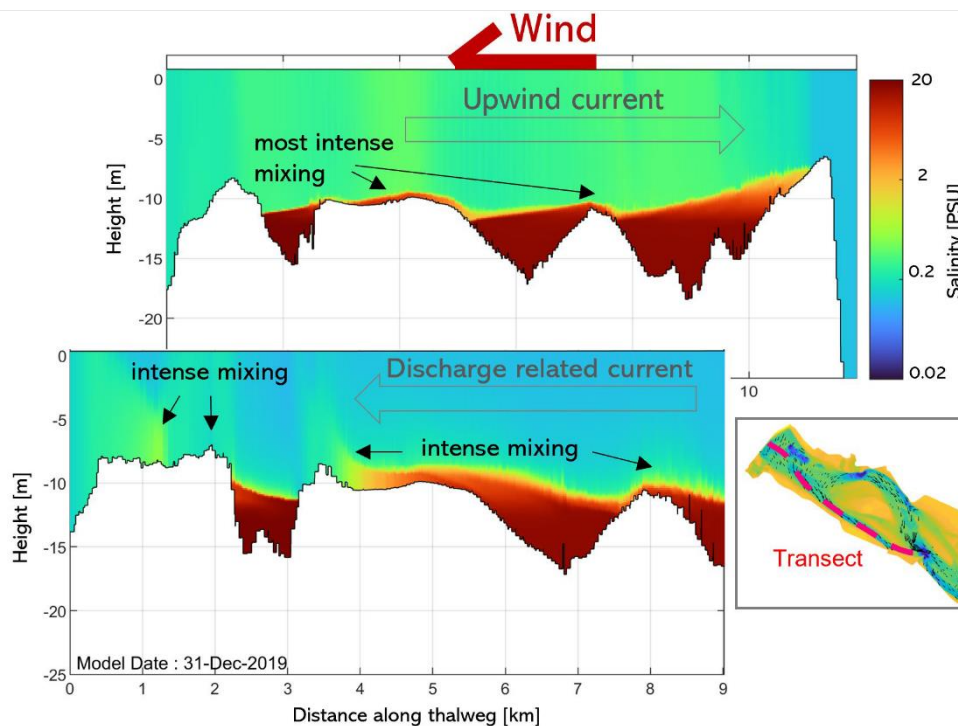 Wind
0
Upwind current
20
-5
most intense
mixing
2
-10
Height [m]
-15
0.2
Salinity [PSU]
-20
0.02
10
0
intense mixing
Discharge related current
-5
intense mixing
-10
Height [m]
-15
Transect
-20
Model Date : 31-Dec-2019
-25
0 1 2 3 4 5 6 7 8 9
Distance along thalweg [km]